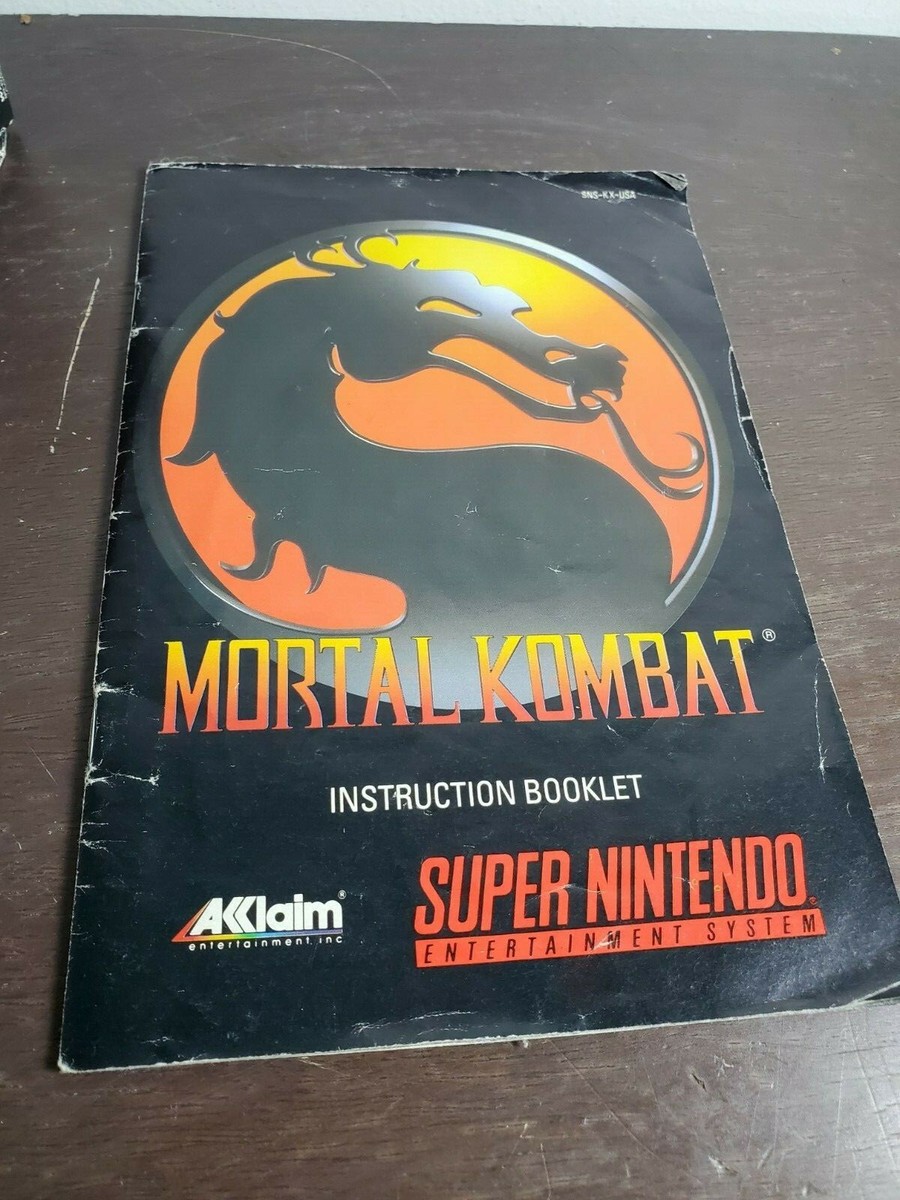 SNS-KX-USA
MORTAL KOMBAT®
INSTRUCTION BOOKLET
AKKlaim®
entertainment, inc
SUPER NINTENDO®
ENTERTAINMENT SYSTEM